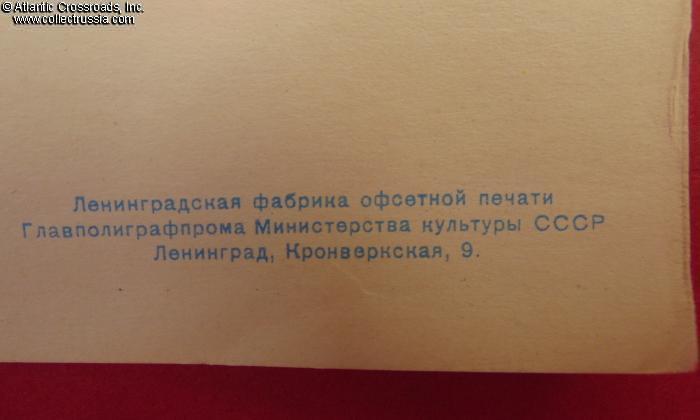 © Atlantic Crossroads, Inc.
www.collectrussia.com
Ленинградская фабрика офсетной печати
Главполиграфпрома Министерства культуры СССР
Ленинград, Кронверкская, 9.